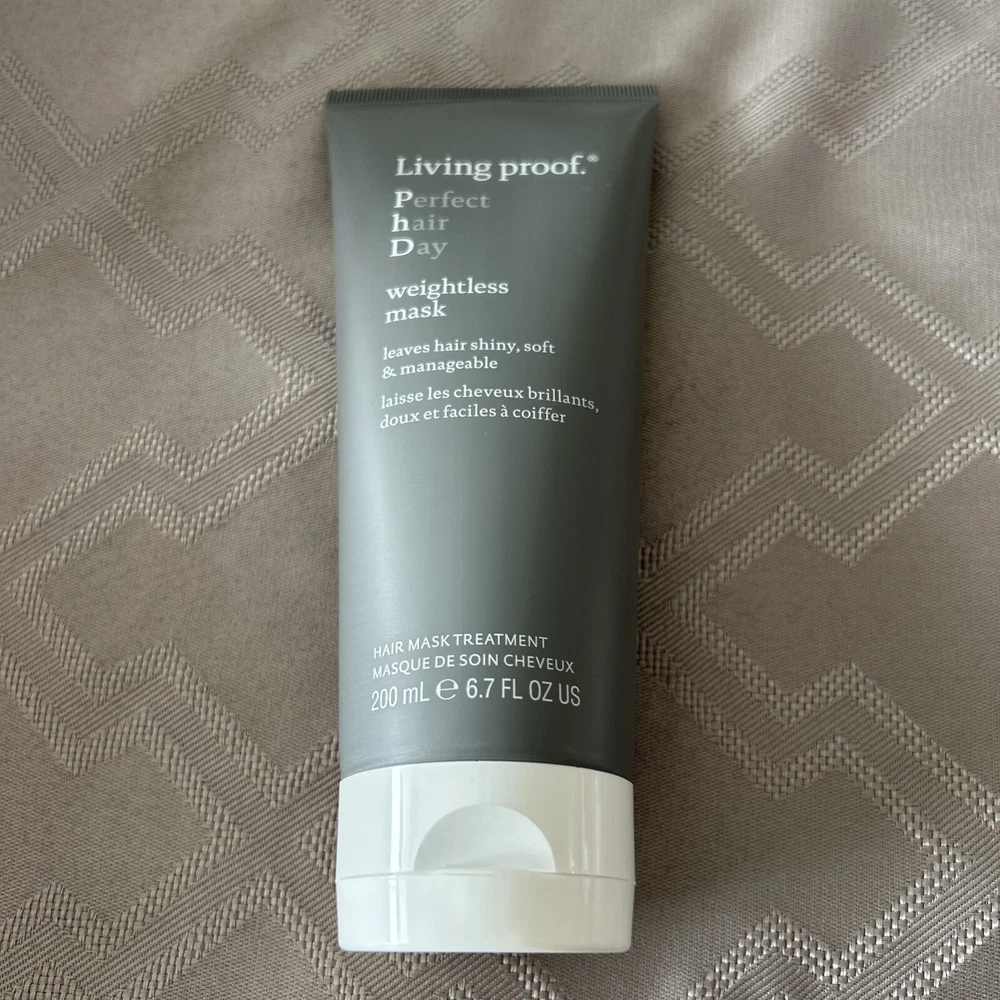 Living proof.®
Perfect
hair
Day
weightless
mask
leaves hair shiny, soft
& manageable
laisse les cheveux brillants,
doux et faciles à coiffer
HAIR MASK TREATMENT
MASQUE DE SOIN CHEVEUX
200 mL ℮ 6.7 FL OZ US